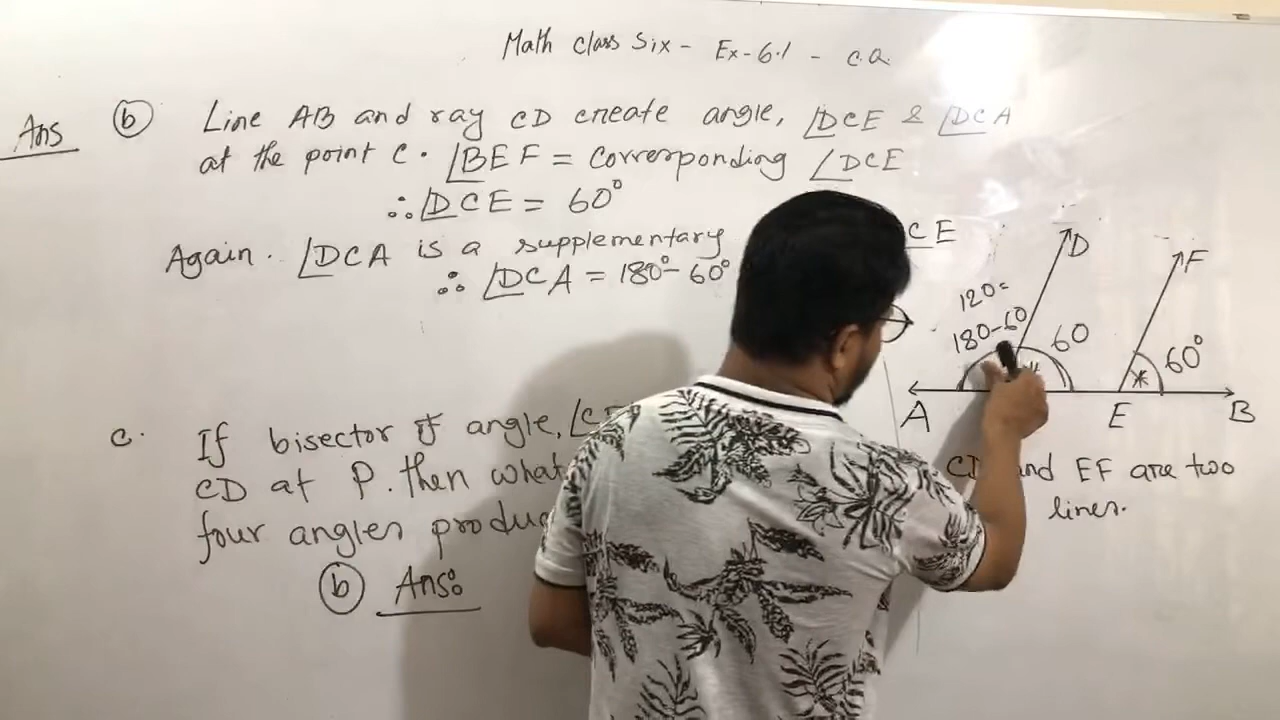 Math class Six - Ex-6.1 - C.Q.
Ans
b Line AB and ray CD create angle, ∠DCE & ∠DCA
at the point C. ∠BEF = Corresponding ∠DCE
∴ ∠DCE = 60°
Again. ∠DCA is a supplementary CE
∴ ∠DCA = 180° - 60°
D
F
120=
180-60
60
60°
A
E
B
C. If bisector of angle,
CD at P. then what
four angles
CD and EF are two
lines.
b Ans: